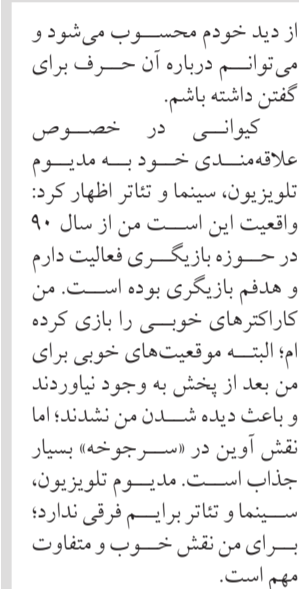 از دید خودم محسوب می‌شود و
می‌توانم درباره آن حرف برای
گفتن داشته باشم.
کیوانی در خصوص
علاقه‌مندی خود به مدیوم
تلویزیون، سینما و تئاتر اظهار کرد:
واقعیت این است من از سال ۹۰
در حوزه بازیگری فعالیت دارم
و هدفم بازیگری بوده است. من
کاراکترهای خوبی را بازی کرده
ام؛ البته موقعیت‌های خوبی برای
من بعد از پخش به وجود نیاوردند
و باعث دیده شدن من نشدند؛ اما
نقش آوین در «سرجوخه» بسیار
جذاب است. مدیوم تلویزیون،
سینما و تئاتر برایم فرقی ندارد؛
برای من نقش خوب و متفاوت
مهم است.